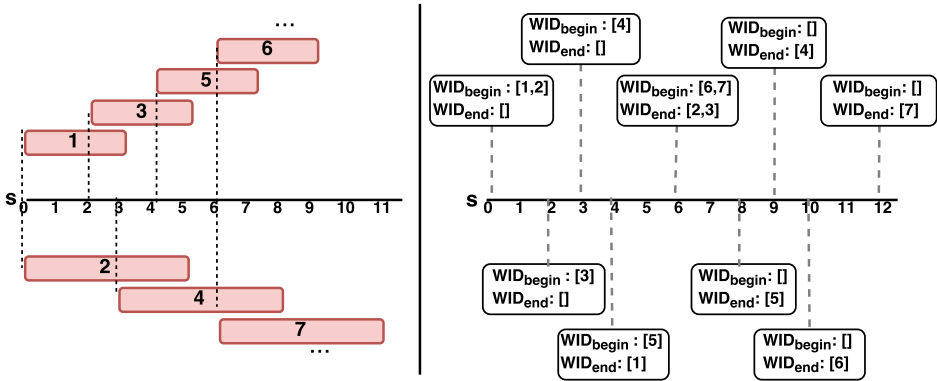 ...
6
5
3
1
s
0 1 2 3 4 5 6 7 8 9 10 11
2
4
7
...
WIDbegin : [4]
WIDend: []
WIDbegin: []
WIDend: [4]
WIDbegin : [1,2]
WIDend: []
WIDbegin: [6,7]
WIDend: [2,3]
WIDbegin: []
WIDend: [7]
s
0 1 2 3 4 5 6 7 8 9 10 11 12
WIDbegin : [3]
WIDend: []
WIDbegin: []
WIDend: [5]
WIDbegin : [5]
WIDend: [1]
WIDbegin: []
WIDend: [6]